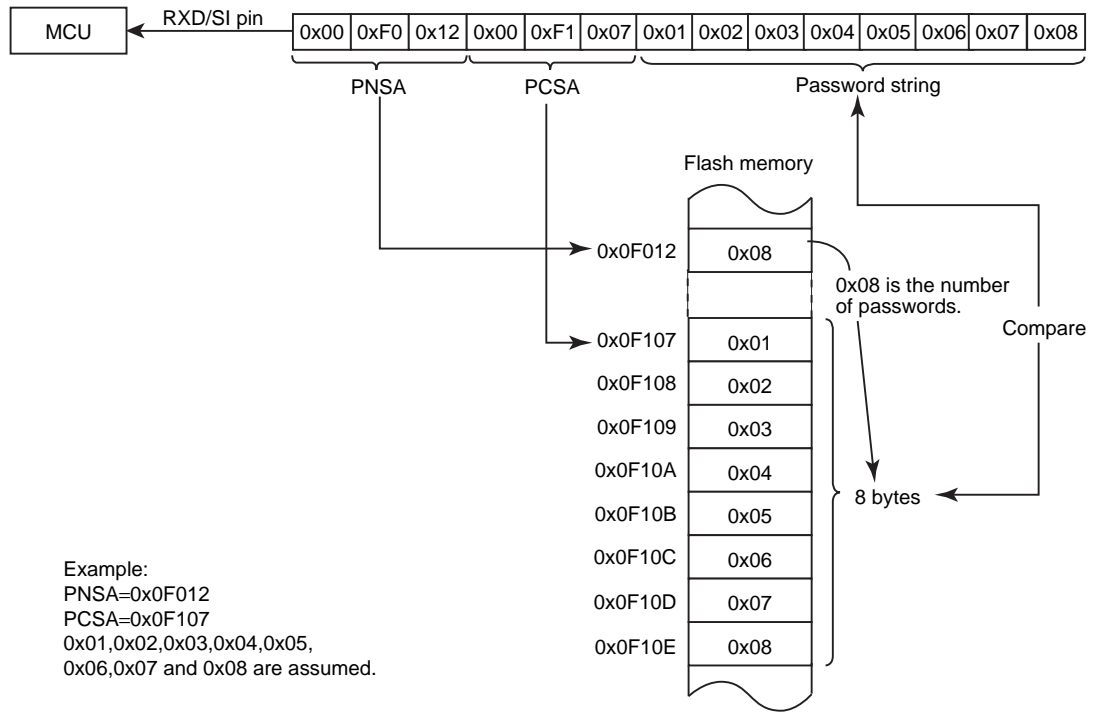 MCU
RXD/SI pin
0x00 0xF0 0x12 0x00 0xF1 0x07 0x01 0x02 0x03 0x04 0x05 0x06 0x07 0x08
PNSA
PCSA
Password string
Flash memory
0x0F012 0x08
0x08 is the number
of passwords.
Compare
0x0F107 0x01
0x0F108 0x02
0x0F109 0x03
0x0F10A 0x04
0x0F10B 0x05
0x0F10C 0x06
0x0F10D 0x07
0x0F10E 0x08
8 bytes
Example:
PNSA=0x0F012
PCSA=0x0F107
0x01,0x02,0x03,0x04,0x05,
0x06,0x07 and 0x08 are assumed.